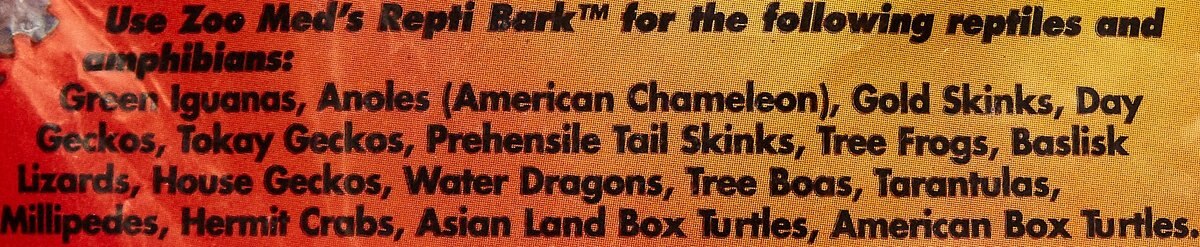 Use Zoo Med's Repti Bark™ for the following reptiles and
amphibians:
Green Iguanas, Anoles (American Chameleon), Gold Skinks, Day
Geckos, Tokay Geckos, Prehensile Tail Skinks, Tree Frogs, Baslisk
Lizards, House Geckos, Water Dragons, Tree Boas, Tarantulas,
Millipedes, Hermit Crabs, Asian Land Box Turtles, American Box Turtles.